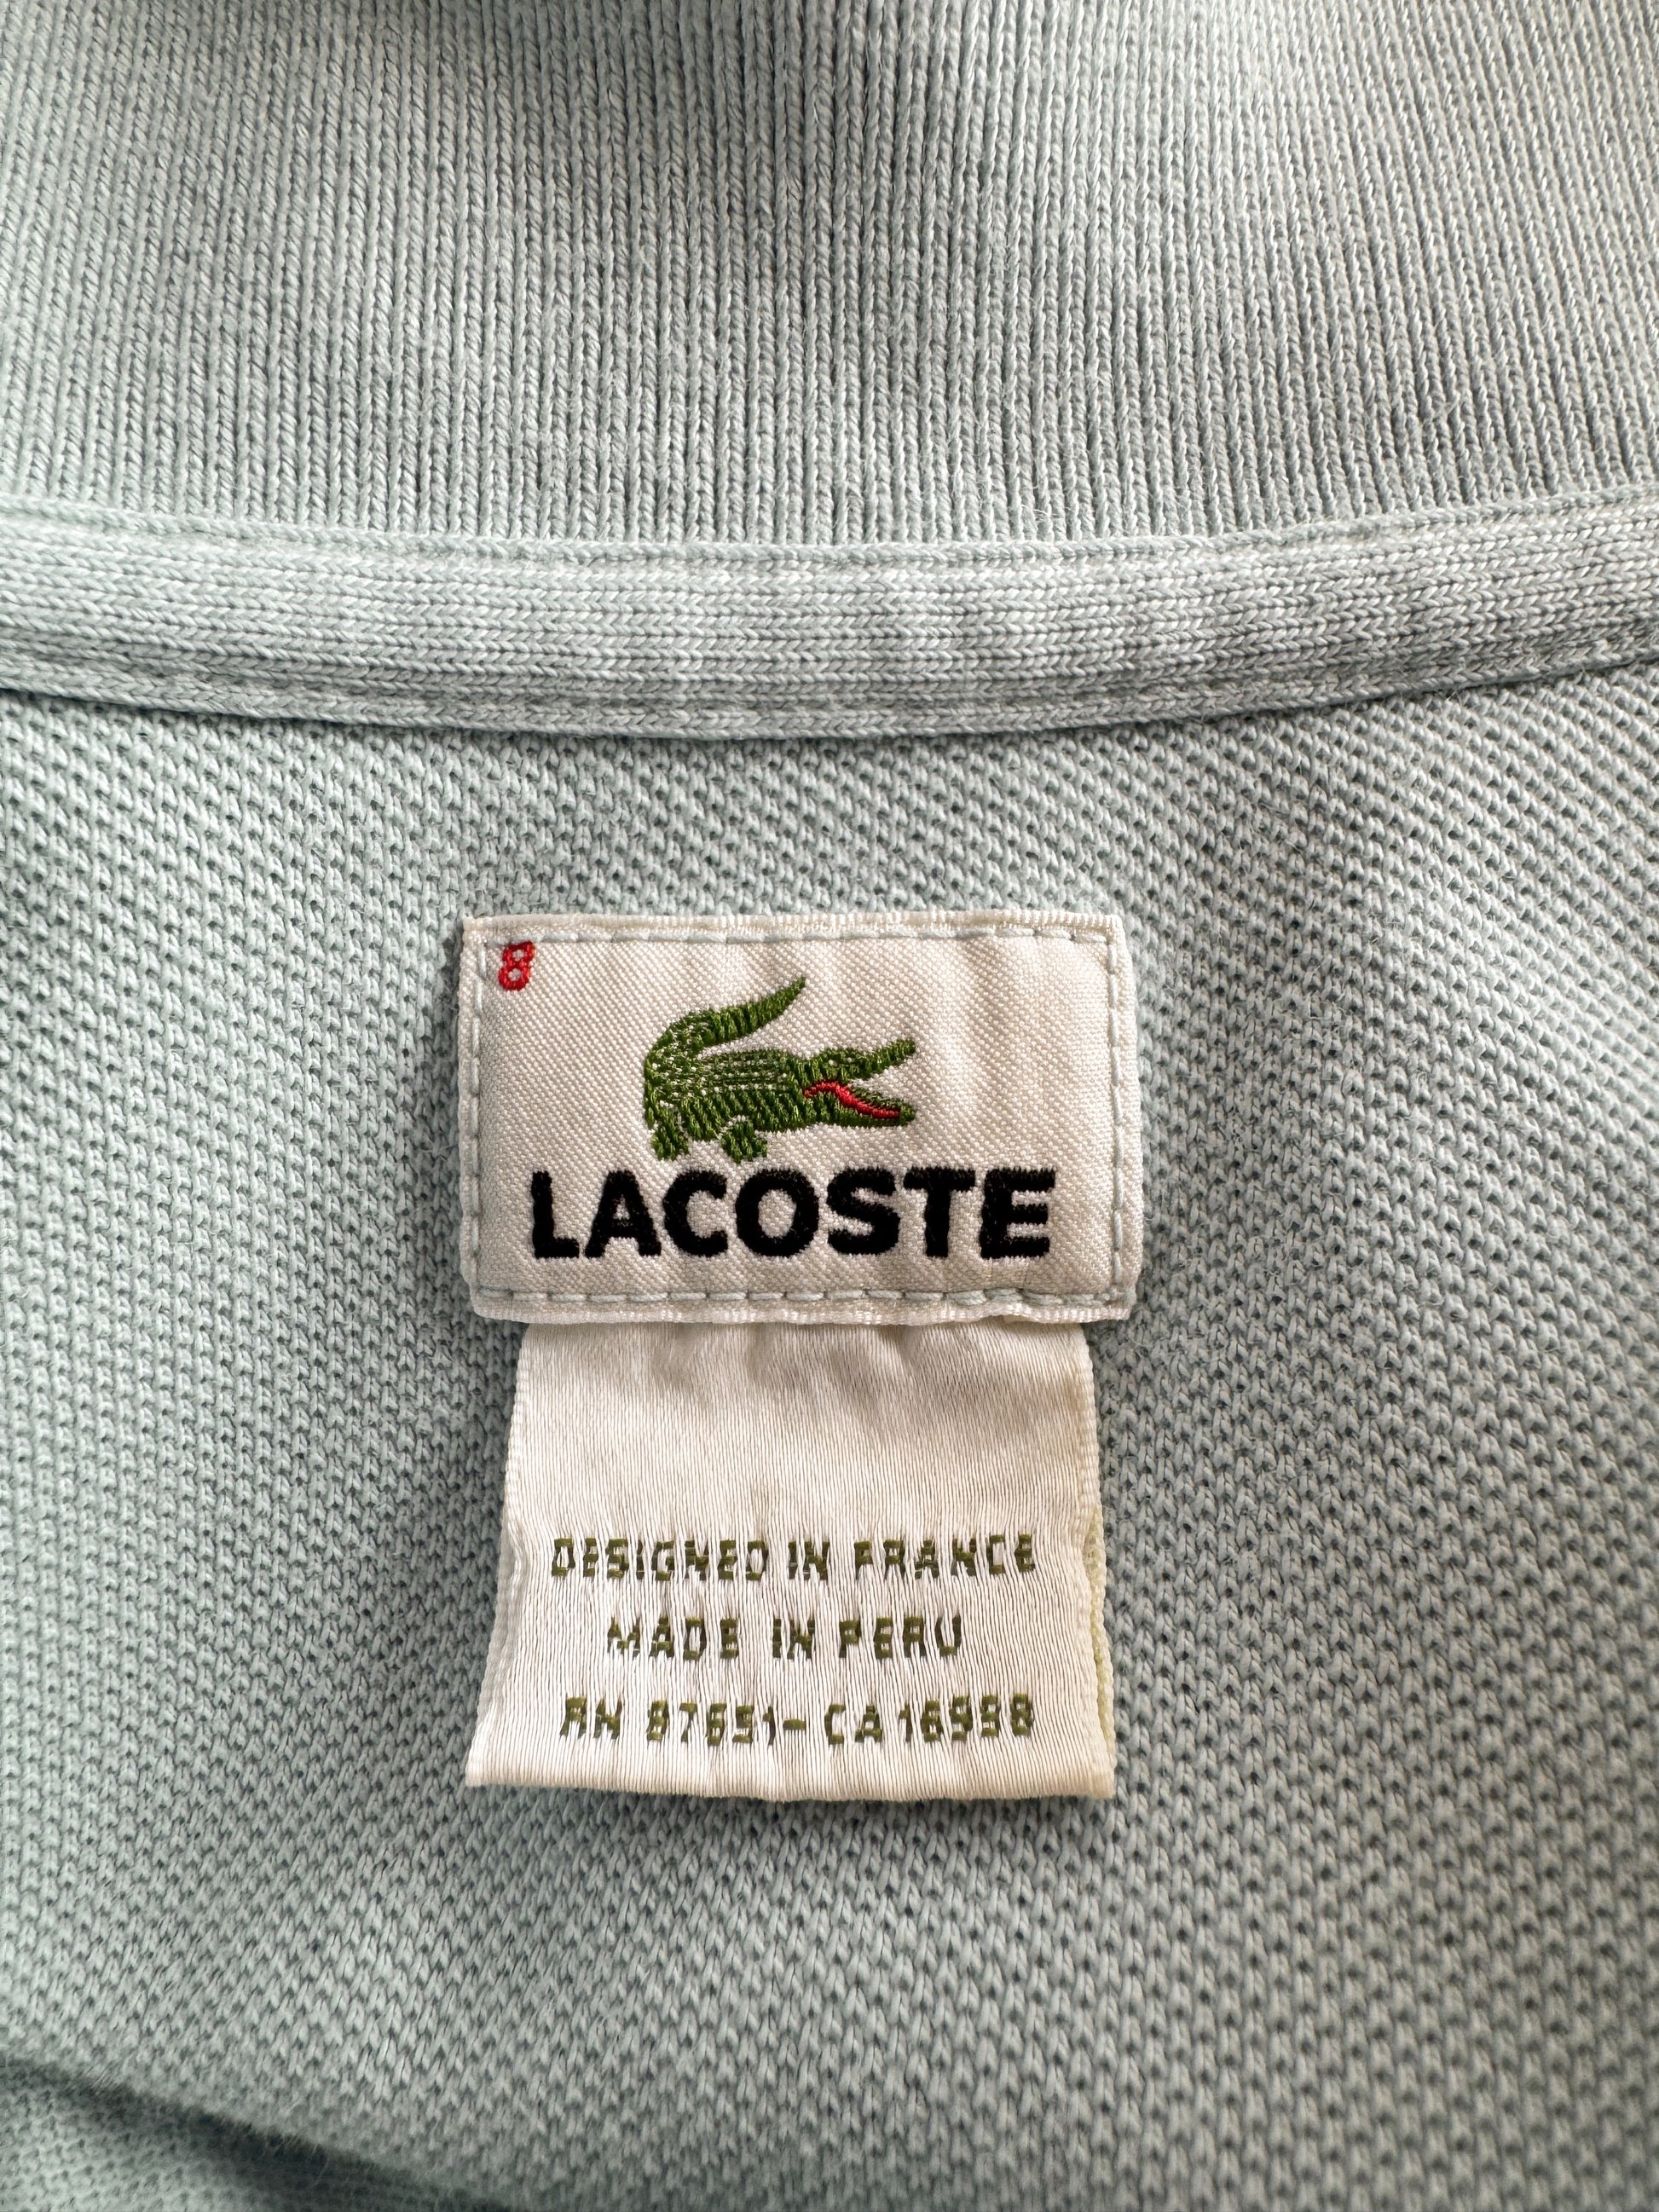 8
LACOSTE
DESIGNED IN FRANCE
MADE IN PERU
RN 87651-CA 16998